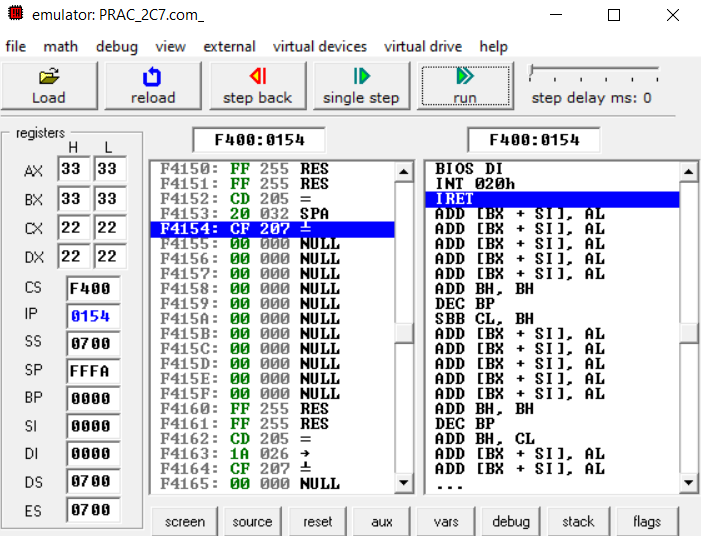 emulator: PRAC_2C7.com_
file math debug view external virtual devices virtual drive help
Load reload step back single step run step delay ms: 0
registers
H L
F400:0154 F400:0154
AX 33 33
BX 33 33
CX 22 22
DX 22 22
CS F400
IP 0154
SS 0700
SP FFFA
BP 0000
SI 0000
DI 0000
DS 0700
ES 0700
F4150: FF 255 RES
F4151: FF 255 RES
F4152: CD 205 =
F4153: 20 032 SPA
F4154: CF 207 ╧
F4155: 00 000 NULL
F4156: 00 000 NULL
F4157: 00 000 NULL
F4158: 00 000 NULL
F4159: 00 000 NULL
F415A: 00 000 NULL
F415B: 00 000 NULL
F415C: 00 000 NULL
F415D: 00 000 NULL
F415E: 00 000 NULL
F415F: 00 000 NULL
F4160: FF 255 RES
F4161: FF 255 RES
F4162: CD 205 =
F4163: 1A 026 →
F4164: CF 207 ╧
F4165: 00 000 NULL
BIOS DI
INT 020h
IRET
ADD [BX + SI], AL
ADD [BX + SI], AL
ADD [BX + SI], AL
ADD [BX + SI], AL
ADD [BX + SI], AL
ADD BH, BH
DEC BP
SBB CL, BH
ADD [BX + SI], AL
ADD [BX + SI], AL
ADD [BX + SI], AL
ADD [BX + SI], AL
ADD [BX + SI], AL
ADD BH, BH
DEC BP
ADD BH, CL
ADD [BX + SI], AL
ADD [BX + SI], AL
...
screen source reset aux vars debug stack flags